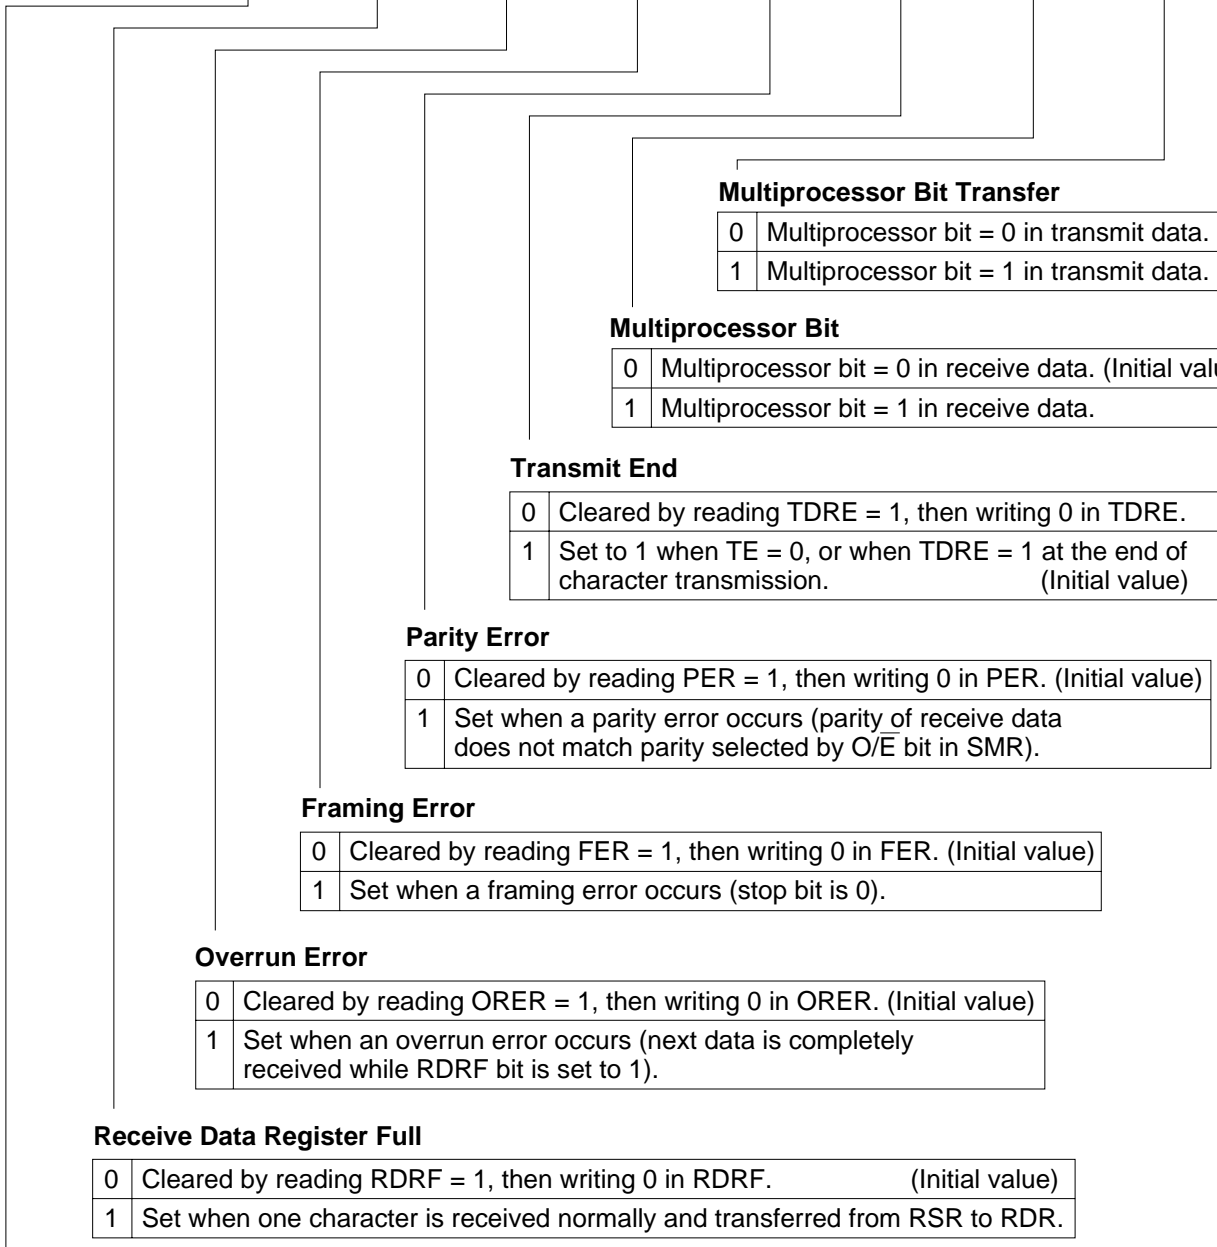 Multiprocessor Bit Transfer
0 Multiprocessor bit = 0 in transmit data.
1 Multiprocessor bit = 1 in transmit data.
Multiprocessor Bit
0 Multiprocessor bit = 0 in receive data. (Initial
1 Multiprocessor bit = 1 in receive data.
Transmit End
0 Cleared by reading TDRE = 1, then writing 0 in TDRE.
1 Set to 1 when TE = 0, or when TDRE = 1 at the end of
character transmission. (Initial value)
Parity Error
0 Cleared by reading PER = 1, then writing 0 in PER. (Initial value)
1 Set when a parity error occurs (parity of receive data
does not match parity selected by O/E̅ bit in SMR).
Framing Error
0 Cleared by reading FER = 1, then writing 0 in FER. (Initial value)
1 Set when a framing error occurs (stop bit is 0).
Overrun Error
0 Cleared by reading ORER = 1, then writing 0 in ORER. (Initial value)
1 Set when an overrun error occurs (next data is completely
received while RDRF bit is set to 1).
Receive Data Register Full
0 Cleared by reading RDRF = 1, then writing 0 in RDRF. (Initial value)
1 Set when one character is received normally and transferred from RSR to RDR.